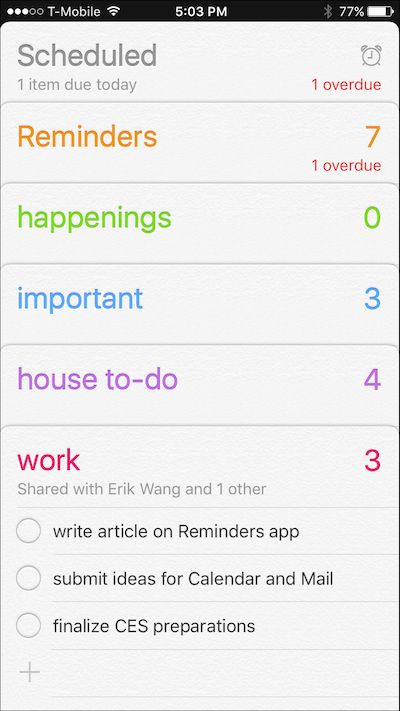 T-Mobile 5:03 PM 77%
Scheduled
1 item due today 1 overdue
Reminders 7
1 overdue
happenings 0
important 3
house to-do 4
work 3
Shared with Erik Wang and 1 other
write article on Reminders app
submit ideas for Calendar and Mail
finalize CES preparations